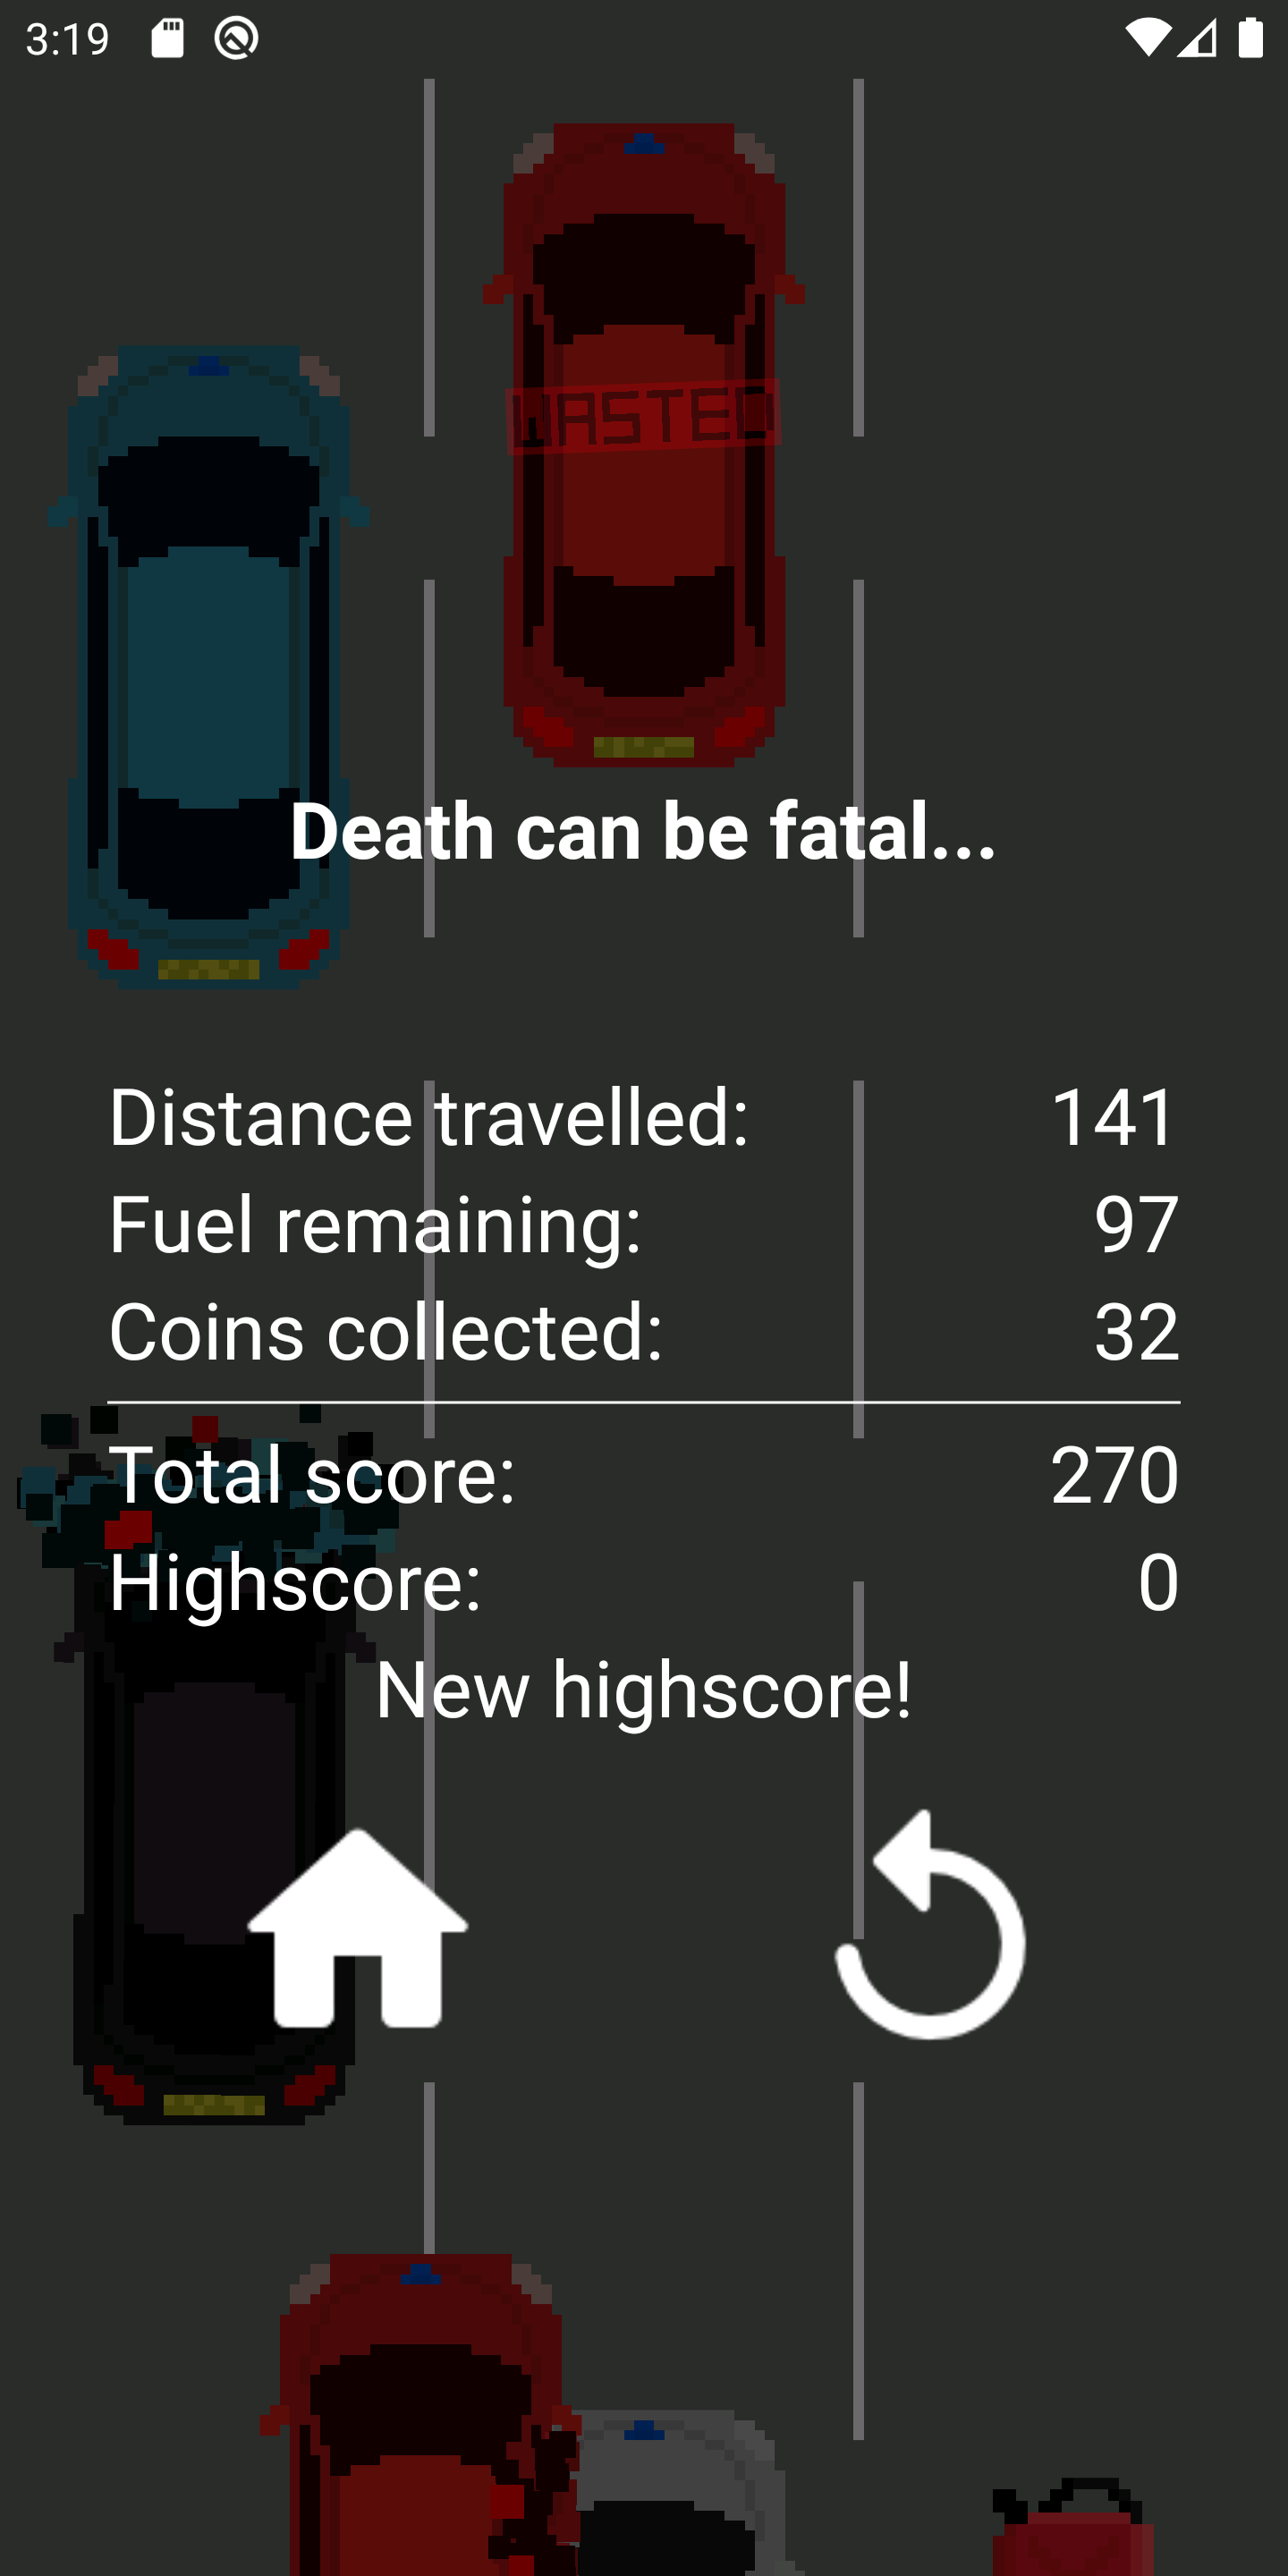 3:19
WASTED
Death can be fatal...
Distance travelled: 141
Fuel remaining: 97
Coins collected: 32
Total score: 270
Highscore: 0
New highscore!